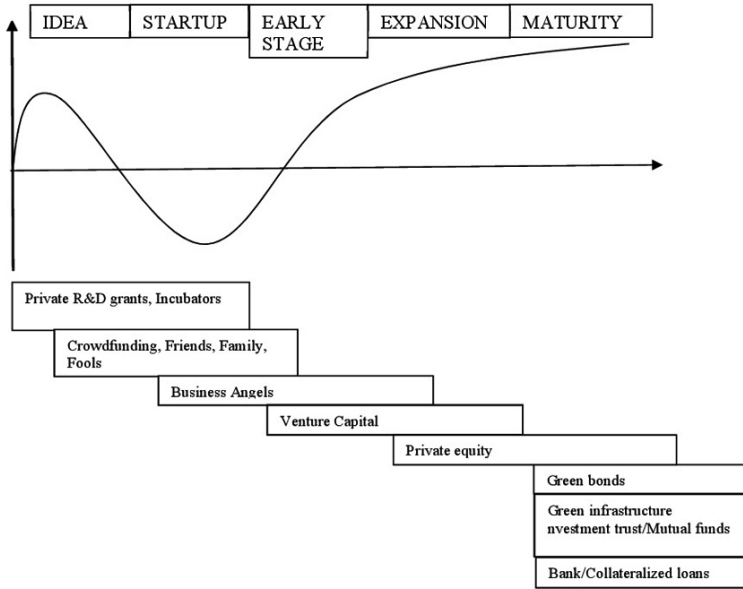 IDEA
STARTUP
EARLY
STAGE
EXPANSION
MATURITY
Private R&D grants, Incubators
Crowdfunding, Friends, Family,
Fools
Business Angels
Venture Capital
Private equity
Green bonds
Green infrastructure
nvestment trust/Mutual funds
Bank/Collateralized loans